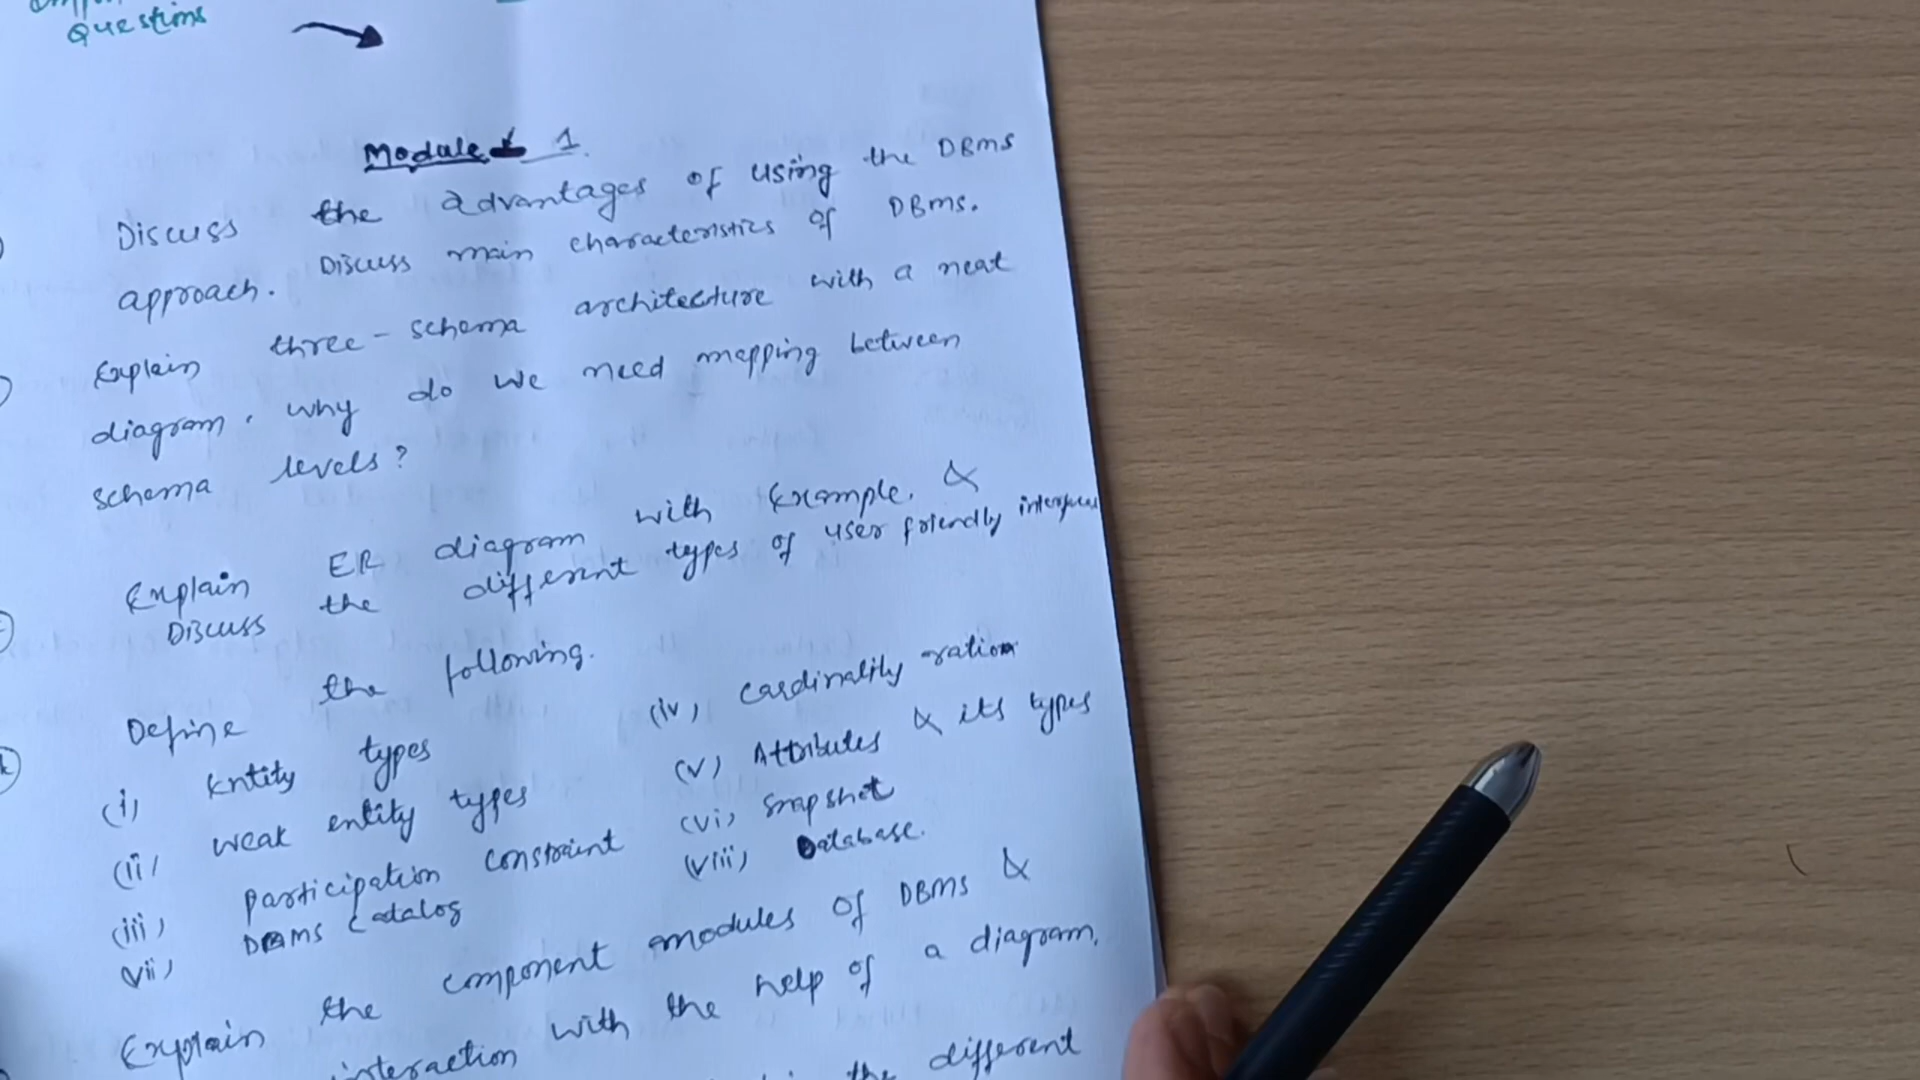 Questions
Module 1.
Discuss the advantages of using the DBMS
approach. Discuss main characteristics of DBMS.
Explain three-schema architecture with a neat
diagram. Why do we need mapping between
schema levels?
Explain ER diagram with Example. &
Discuss the different types of user friendly interfaces
Define the following.
(i) Entity types (iv) Cardinality ration
(ii) weak entity types (v) Attributes & its types
(iii) participation constraint (vi) snapshot
(vii) DBMS Catalog (viii) Database.
Explain the component modules of DBMS &
interaction with the help of a diagram.
the different